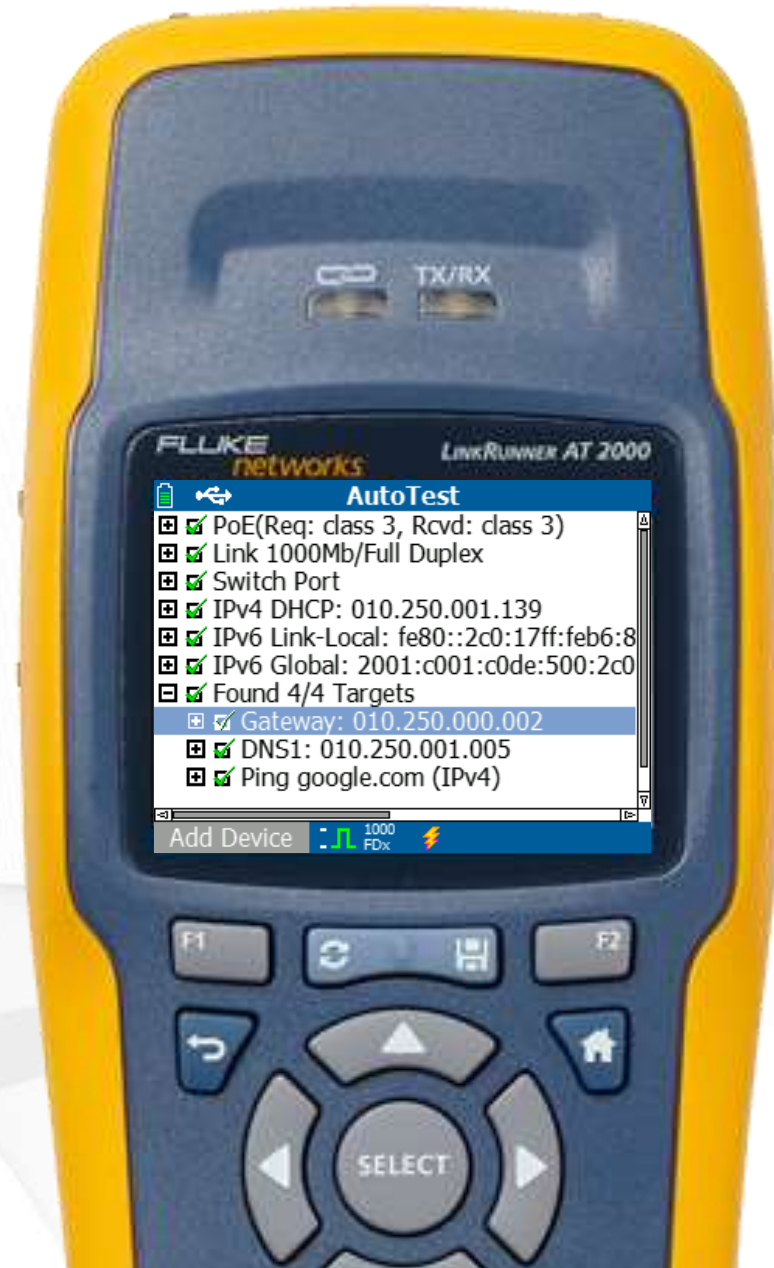 TX/RX
FLUKE
networks
LINKRUNNER AT 2000
AutoTest
PoE(Req: class 3, Rcvd: class 3)
Link 1000Mb/Full Duplex
Switch Port
IPv4 DHCP: 010.250.001.139
IPv6 Link-Local: fe80::2c0:17ff:feb6:8
IPv6 Global: 2001:c001:c0de:500:2c0
Found 4/4 Targets
Gateway: 010.250.000.002
DNS1: 010.250.001.005
Ping google.com (IPv4)
Add Device
1000
FDx
F1
F2
SELECT